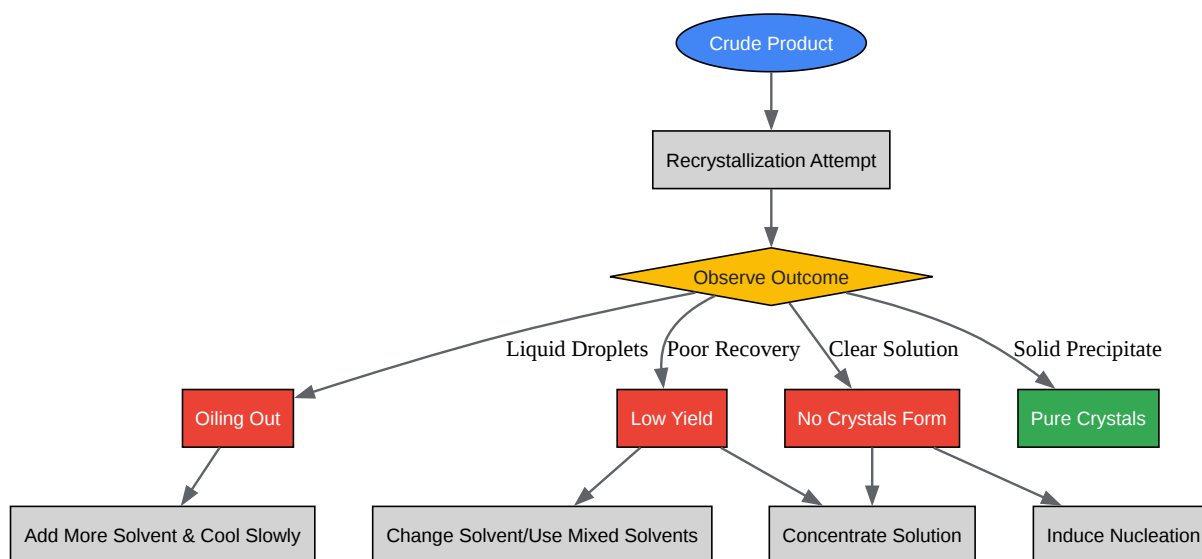 Crude Product
Recrystallization Attempt
Observe Outcome
Liquid Droplets
Poor Recovery
Clear Solution
Solid Precipitate
Oiling Out
Low Yield
No Crystals Form
Pure Crystals
Add More Solvent & Cool Slowly
Change Solvent/Use Mixed Solvents
Concentrate Solution
Induce Nucleation